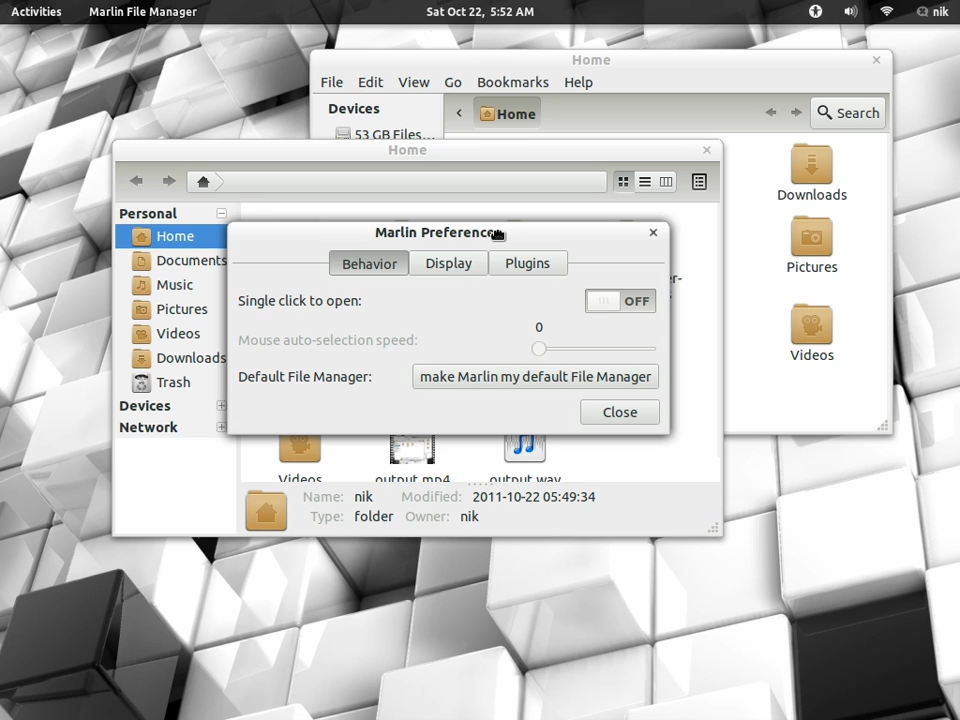 Activities Marlin File Manager Sat Oct 22, 5:52 AM nik
Home
File Edit View Go Bookmarks Help
Devices
Home
Search
53 GB Files...
Downloads
Pictures
Videos
Home
Personal
Home
Documents
Music
Pictures
Videos
Downloads
Trash
Devices
Network
Marlin Preference
Behavior Display Plugins
Single click to open: OFF
0
Mouse auto-selection speed:
Default File Manager: make Marlin my default File Manager
Close
Videos output.mp4 output.wav
Name: nik Modified: 2011-10-22 05:49:34
Type: folder Owner: nik